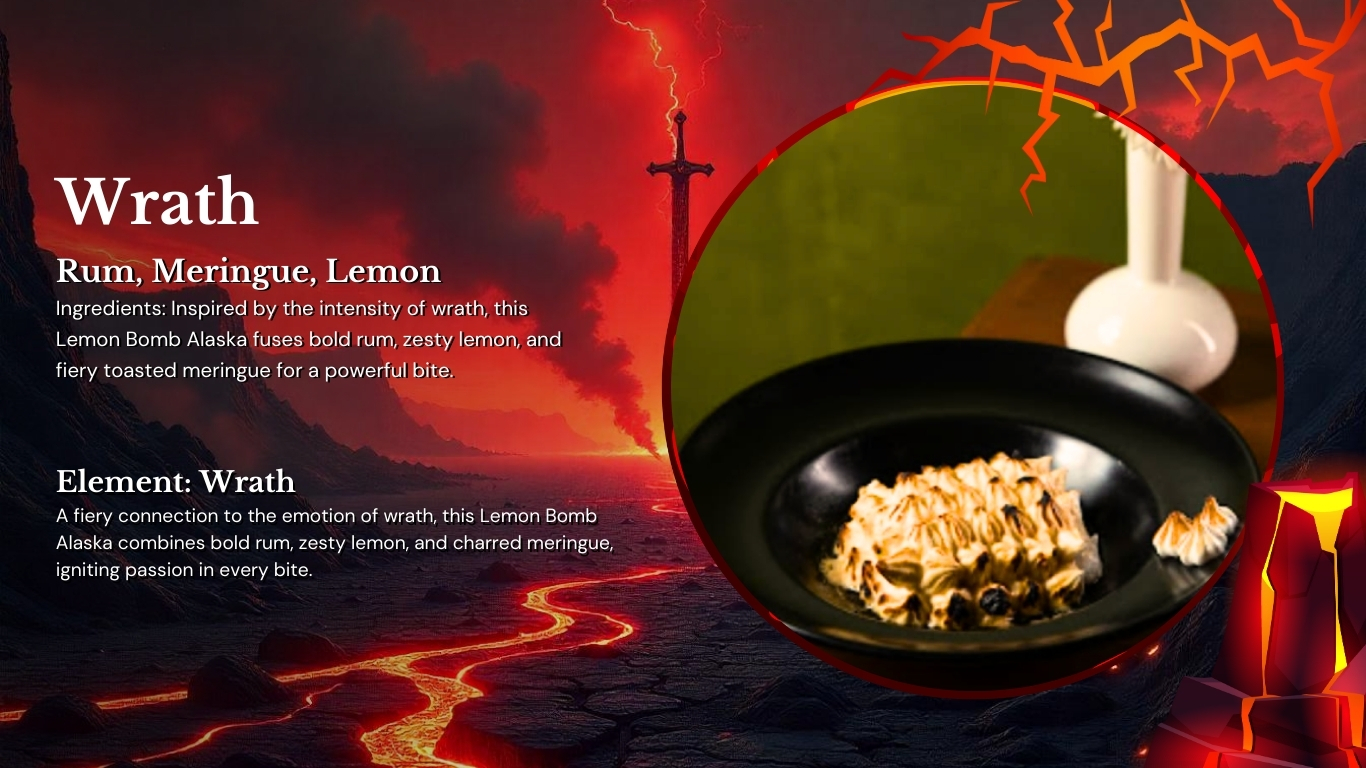 Wrath
Rum, Meringue, Lemon
Ingredients: Inspired by the intensity of wrath, this
Lemon Bomb Alaska fuses bold rum, zesty lemon, and
fiery toasted meringue for a powerful bite.
Element: Wrath
A fiery connection to the emotion of wrath, this Lemon Bomb
Alaska combines bold rum, zesty lemon, and charred meringue,
igniting passion in every bite.